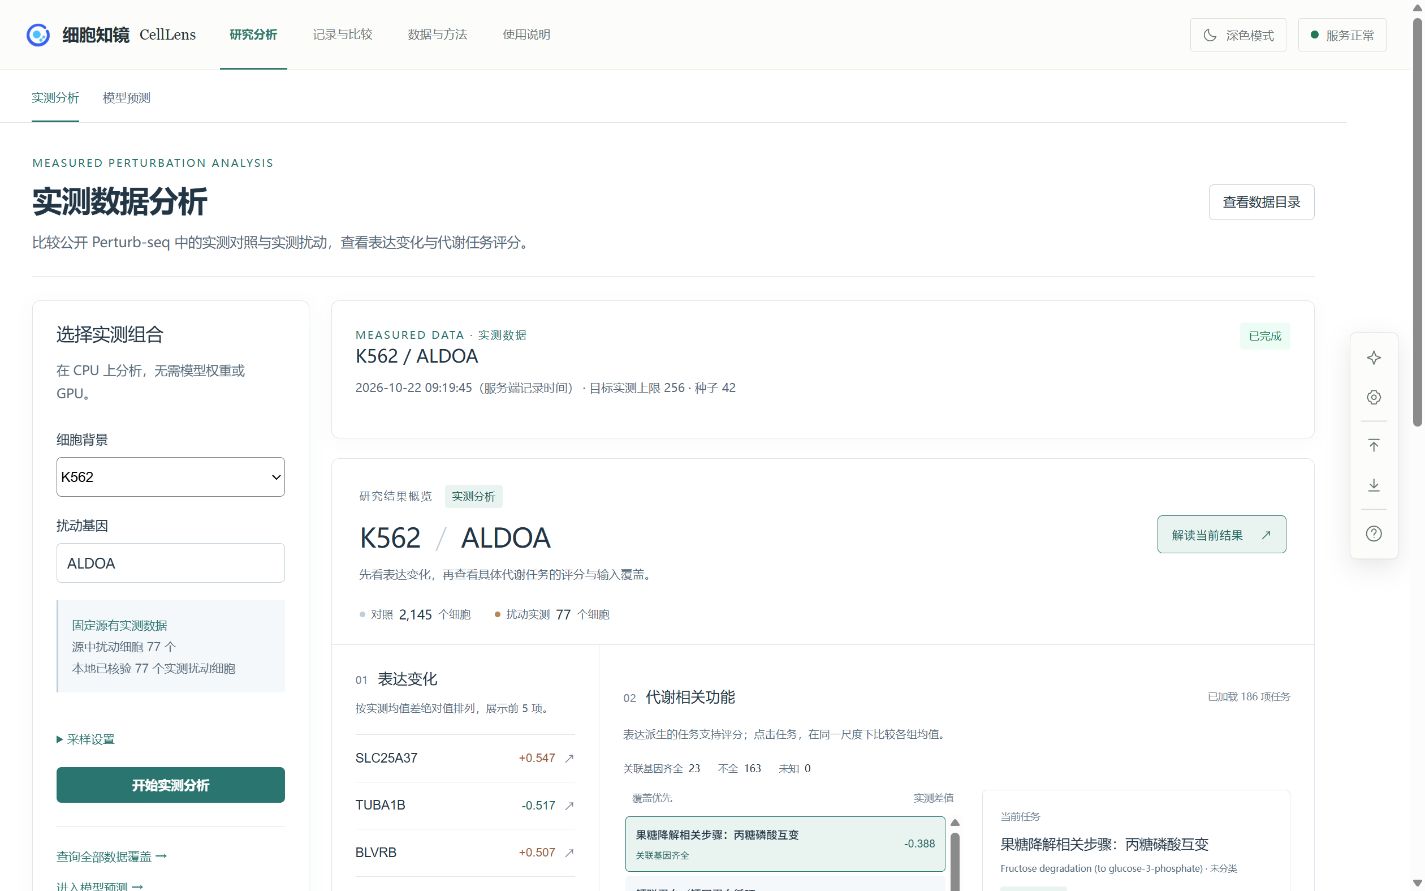 细胞知镜 CellLens 研究分析 记录与比较 数据与方法 使用说明 深色模式 服务正常
实测分析 模型预测
MEASURED PERTURBATION ANALYSIS
实测数据分析
查看数据目录
比较公开 Perturb-seq 中的实测对照与实测扰动，查看表达变化与代谢任务评分。
选择实测组合
在 CPU 上分析，无需模型权重或
GPU。
细胞背景
K562
扰动基因
ALDOA
固定源有实测数据
源中扰动细胞 77 个
本地已核验 77 个实测扰动细胞
▶ 采样设置
开始实测分析
查询全部数据覆盖 →
进入模型预测 →
MEASURED DATA · 实测数据
已完成
K562 / ALDOA
2026-10-22 09:19:45（服务端记录时间） · 目标实测上限 256 · 种子 42
研究结果概览 实测分析
K562 / ALDOA
解读当前结果 ↗
先看表达变化，再查看具体代谢任务的评分与输入覆盖。
对照 2,145 个细胞 扰动实测 77 个细胞
01 表达变化
按实测均值差绝对值排列，展示前 5 项。
SLC25A37 +0.547 ↗
TUBA1B -0.517 ↗
BLVRB +0.507 ↗
02 代谢相关功能
已加载 186 项任务
表达派生的任务支持评分；点击任务，在同一尺度下比较各组均值。
关联基因齐全 23 不全 163 未知 0
覆盖优先 实测差值
果糖降解相关步骤：丙糖磷酸互变 -0.388
关联基因齐全
当前任务
果糖降解相关步骤：丙糖磷酸互变
Fructose degradation (to glucose-3-phosphate) · 未分类